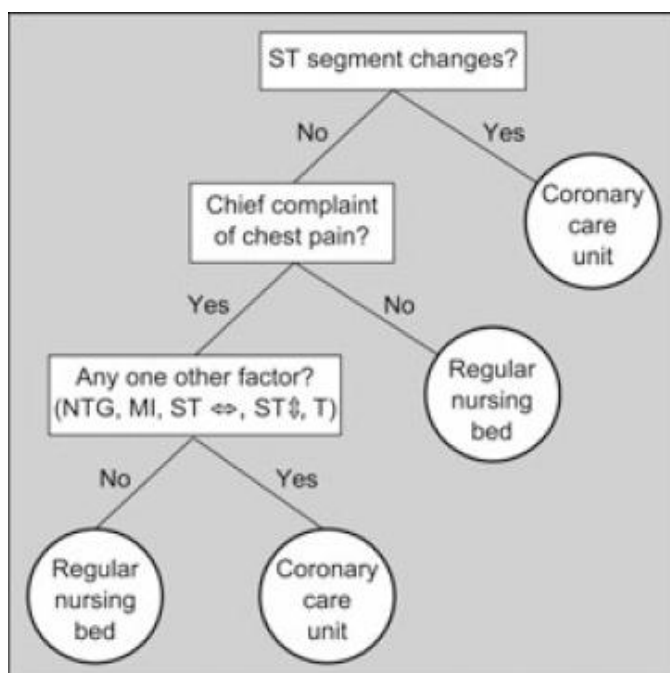 ST segment changes?
No
Yes
Chief complaint
of chest pain?
Coronary
care
unit
Yes
No
Any one other factor?
(NTG, MI, ST ⇔, ST⇕, T)
Regular
nursing
bed
No
Yes
Regular
nursing
bed
Coronary
care
unit